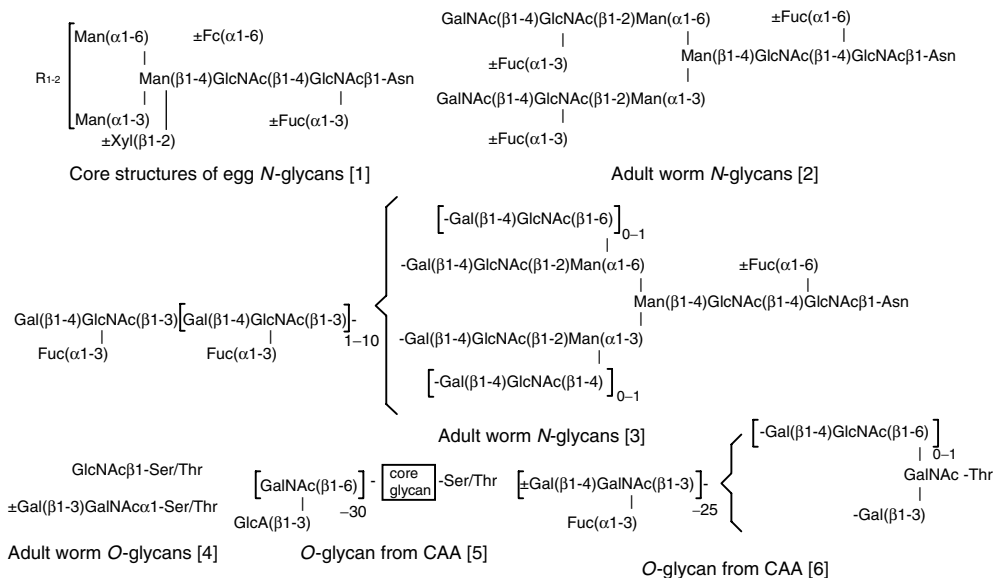 Man(α1-6) ±Fc(α1-6)
R1-2
Man(β1-4)GlcNAc(β1-4)GlcNAcβ1-Asn
Man(α1-3) ±Fuc(α1-3)
±Xyl(β1-2)
Core structures of egg N-glycans [1]
GalNAc(β1-4)GlcNAc(β1-2)Man(α1-6) ±Fuc(α1-6)
±Fuc(α1-3) Man(β1-4)GlcNAc(β1-4)GlcNAcβ1-Asn
GalNAc(β1-4)GlcNAc(β1-2)Man(α1-3)
±Fuc(α1-3)
Adult worm N-glycans [2]
[-Gal(β1-4)GlcNAc(β1-6)]0–1
-Gal(β1-4)GlcNAc(β1-2)Man(α1-6) ±Fuc(α1-6)
Man(β1-4)GlcNAc(β1-4)GlcNAcβ1-Asn
Gal(β1-4)GlcNAc(β1-3)[Gal(β1-4)GlcNAc(β1-3)]-1–10
Fuc(α1-3) Fuc(α1-3)
-Gal(β1-4)GlcNAc(β1-2)Man(α1-3)
[-Gal(β1-4)GlcNAc(β1-4)]0–1
Adult worm N-glycans [3]
GlcNAcβ1-Ser/Thr
±Gal(β1-3)GalNAcα1-Ser/Thr
Adult worm O-glycans [4]
[GalNAc(β1-6)]–30 - core glycan -Ser/Thr
GlcA(β1-3)
O-glycan from CAA [5]
[±Gal(β1-4)GalNAc(β1-3)]-–25
Fuc(α1-3)
[-Gal(β1-4)GlcNAc(β1-6)]0–1
GalNAc -Thr
-Gal(β1-3)
O-glycan from CAA [6]